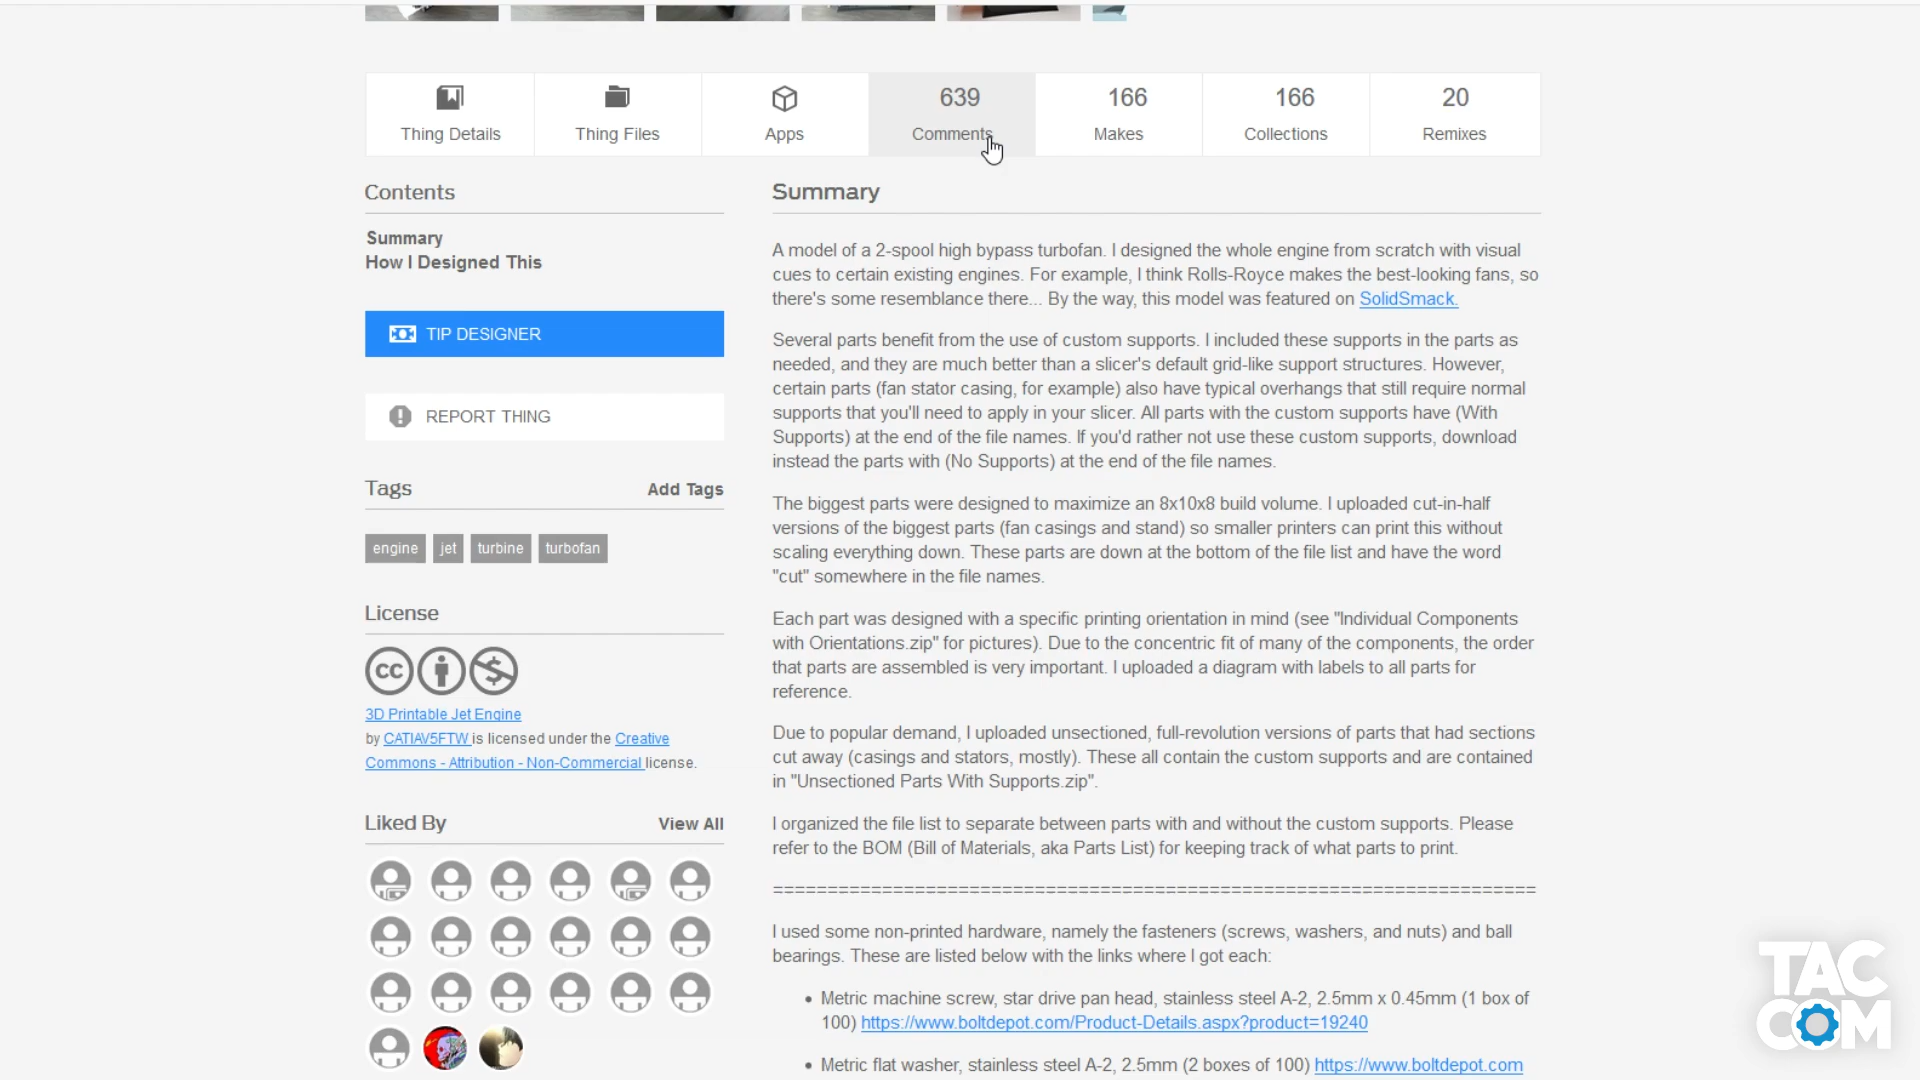 639 166 166 20
Thing Details Thing Files Apps Comments Makes Collections Remixes
Contents
Summary
How I Designed This
TIP DESIGNER
REPORT THING
Tags Add Tags
engine jet turbine turbofan
License
cc
3D Printable Jet Engine
by CATIAV5FTW is licensed under the Creative
Commons - Attribution - Non-Commercial license.
Liked By View All
Summary
A model of a 2-spool high bypass turbofan. I designed the whole engine from scratch with visual
cues to certain existing engines. For example, I think Rolls-Royce makes the best-looking fans, so
there's some resemblance there... By the way, this model was featured on SolidSmack.
Several parts benefit from the use of custom supports. I included these supports in the parts as
needed, and they are much better than a slicer's default grid-like support structures. However,
certain parts (fan stator casing, for example) also have typical overhangs that still require normal
supports that you'll need to apply in your slicer. All parts with the custom supports have (With
Supports) at the end of the file names. If you'd rather not use these custom supports, download
instead the parts with (No Supports) at the end of the file names.
The biggest parts were designed to maximize an 8x10x8 build volume. I uploaded cut-in-half
versions of the biggest parts (fan casings and stand) so smaller printers can print this without
scaling everything down. These parts are down at the bottom of the file list and have the word
"cut" somewhere in the file names.
Each part was designed with a specific printing orientation in mind (see "Individual Components
with Orientations.zip" for pictures). Due to the concentric fit of many of the components, the order
that parts are assembled is very important. I uploaded a diagram with labels to all parts for
reference.
Due to popular demand, I uploaded unsectioned, full-revolution versions of parts that had sections
cut away (casings and stators, mostly). These all contain the custom supports and are contained
in "Unsectioned Parts With Supports.zip".
I organized the file list to separate between parts with and without the custom supports. Please
refer to the BOM (Bill of Materials, aka Parts List) for keeping track of what parts to print.
======================================================================
I used some non-printed hardware, namely the fasteners (screws, washers, and nuts) and ball
bearings. These are listed below with the links where I got each:
• Metric machine screw, star drive pan head, stainless steel A-2, 2.5mm x 0.45mm (1 box of
100) https://www.boltdepot.com/Product-Details.aspx?product=19240
• Metric flat washer, stainless steel A-2, 2.5mm (2 boxes of 100) https://www.boltdepot.com
TAC
COM